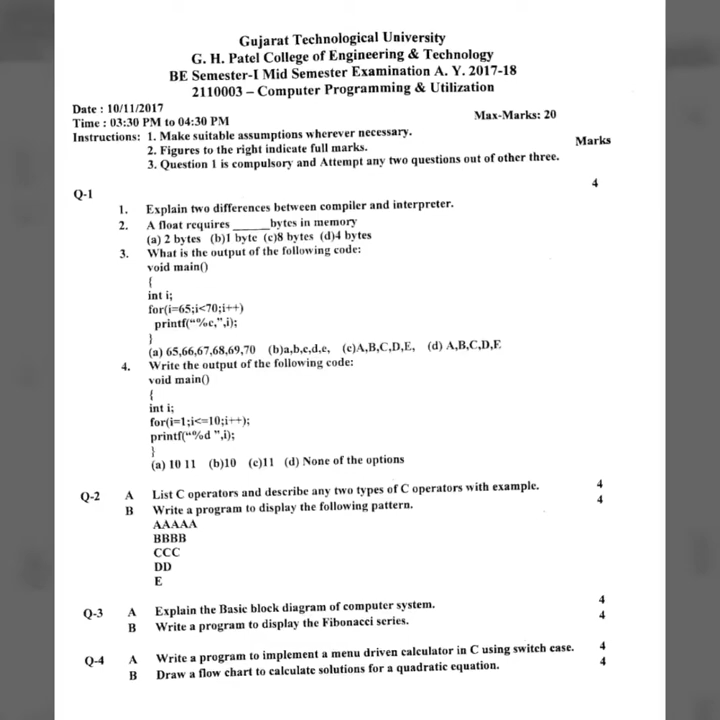 Gujarat Technological University
G. H. Patel College of Engineering & Technology
BE Semester-I Mid Semester Examination A. Y. 2017-18
2110003 – Computer Programming & Utilization
Date : 10/11/2017
Time : 03:30 PM to 04:30 PM Max-Marks: 20
Instructions: 1. Make suitable assumptions wherever necessary.
2. Figures to the right indicate full marks. Marks
3. Question 1 is compulsory and Attempt any two questions out of other three.
Q-1 4
1. Explain two differences between compiler and interpreter.
2. A float requires ______bytes in memory
(a) 2 bytes (b)1 byte (c)8 bytes (d)4 bytes
3. What is the output of the following code:
void main()
{
int i;
for(i=65;i<70;i++)
printf("%c,",i);
}
(a) 65,66,67,68,69,70 (b)a,b,c,d,e, (c)A,B,C,D,E, (d) A,B,C,D,E
4. Write the output of the following code:
void main()
{
int i;
for(i=1;i<=10;i++);
printf("%d ",i);
}
(a) 10 11 (b)10 (c)11 (d) None of the options
Q-2 A List C operators and describe any two types of C operators with example. 4
B Write a program to display the following pattern. 4
AAAAA
BBBB
CCC
DD
E
Q-3 A Explain the Basic block diagram of computer system. 4
B Write a program to display the Fibonacci series. 4
Q-4 A Write a program to implement a menu driven calculator in C using switch case. 4
B Draw a flow chart to calculate solutions for a quadratic equation. 4